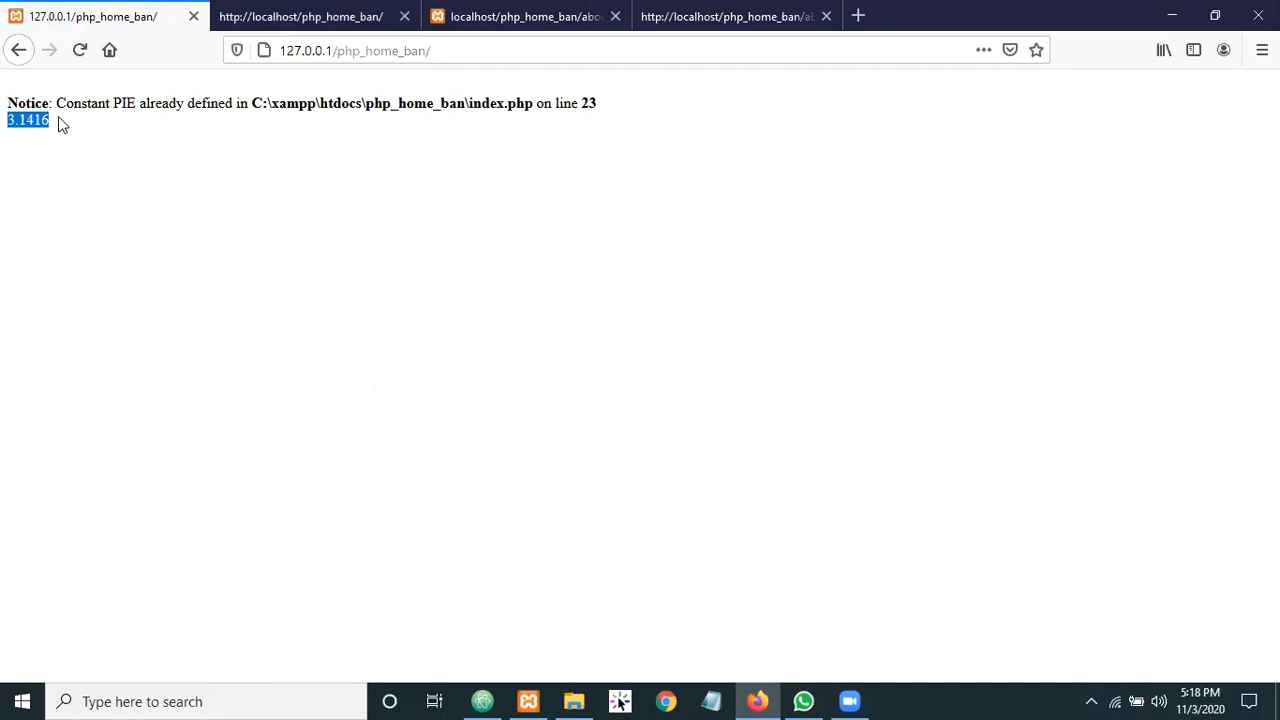 127.0.0.1/php_home_ban/
http://localhost/php_home_ban/
localhost/php_home_ban/abou
http://localhost/php_home_ban/ab
127.0.0.1/php_home_ban/
Notice: Constant PIE already defined in C:\xampp\htdocs\php_home_ban\index.php on line 23
3.1416
Type here to search
5:18 PM
11/3/2020